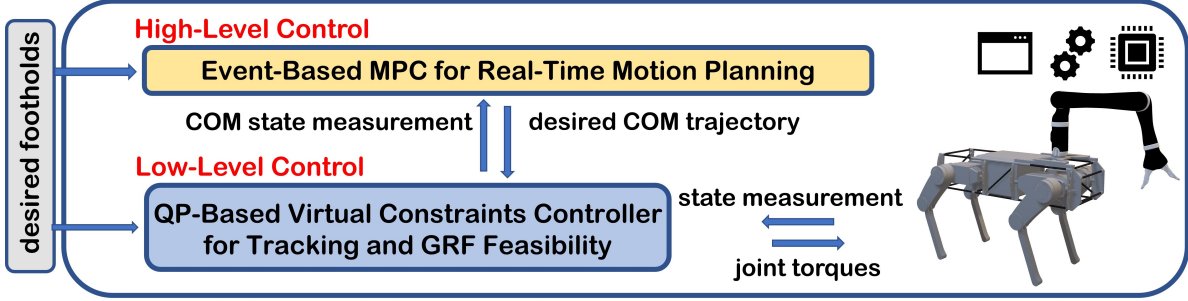 desired footholds
High-Level Control
Event-Based MPC for Real-Time Motion Planning
COM state measurement
desired COM trajectory
Low-Level Control
QP-Based Virtual Constraints Controller
for Tracking and GRF Feasibility
state measurement
joint torques